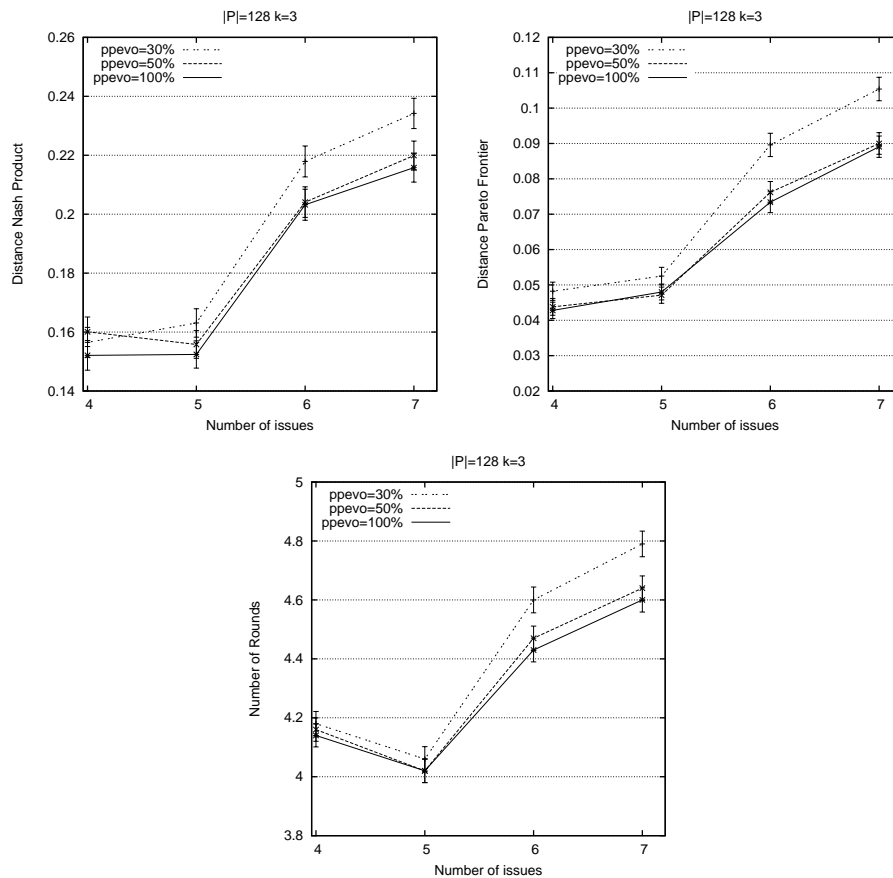 |P|=128 k=3
0.26
0.24
0.22
0.2
0.18
0.16
0.14
4 5 6 7
Distance Nash Product
Number of issues
ppevo=30%
ppevo=50%
ppevo=100%
|P|=128 k=3
0.12
0.11
0.1
0.09
0.08
0.07
0.06
0.05
0.04
0.03
0.02
4 5 6 7
Distance Pareto Frontier
Number of issues
ppevo=30%
ppevo=50%
ppevo=100%
|P|=128 k=3
5
4.8
4.6
4.4
4.2
4
3.8
4 5 6 7
Number of Rounds
Number of issues
ppevo=30%
ppevo=50%
ppevo=100%